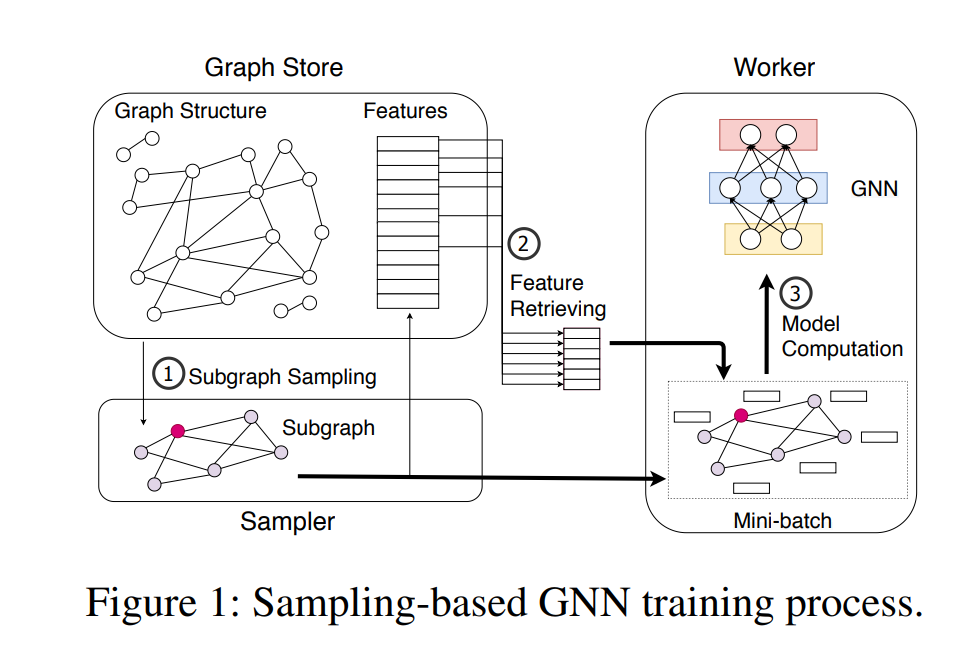 Graph Store
Worker
Graph Structure
Features
GNN
2
Feature
Retrieving
3
Model
Computation
1
Subgraph Sampling
Subgraph
Sampler
Mini-batch
Figure 1: Sampling-based GNN training process.